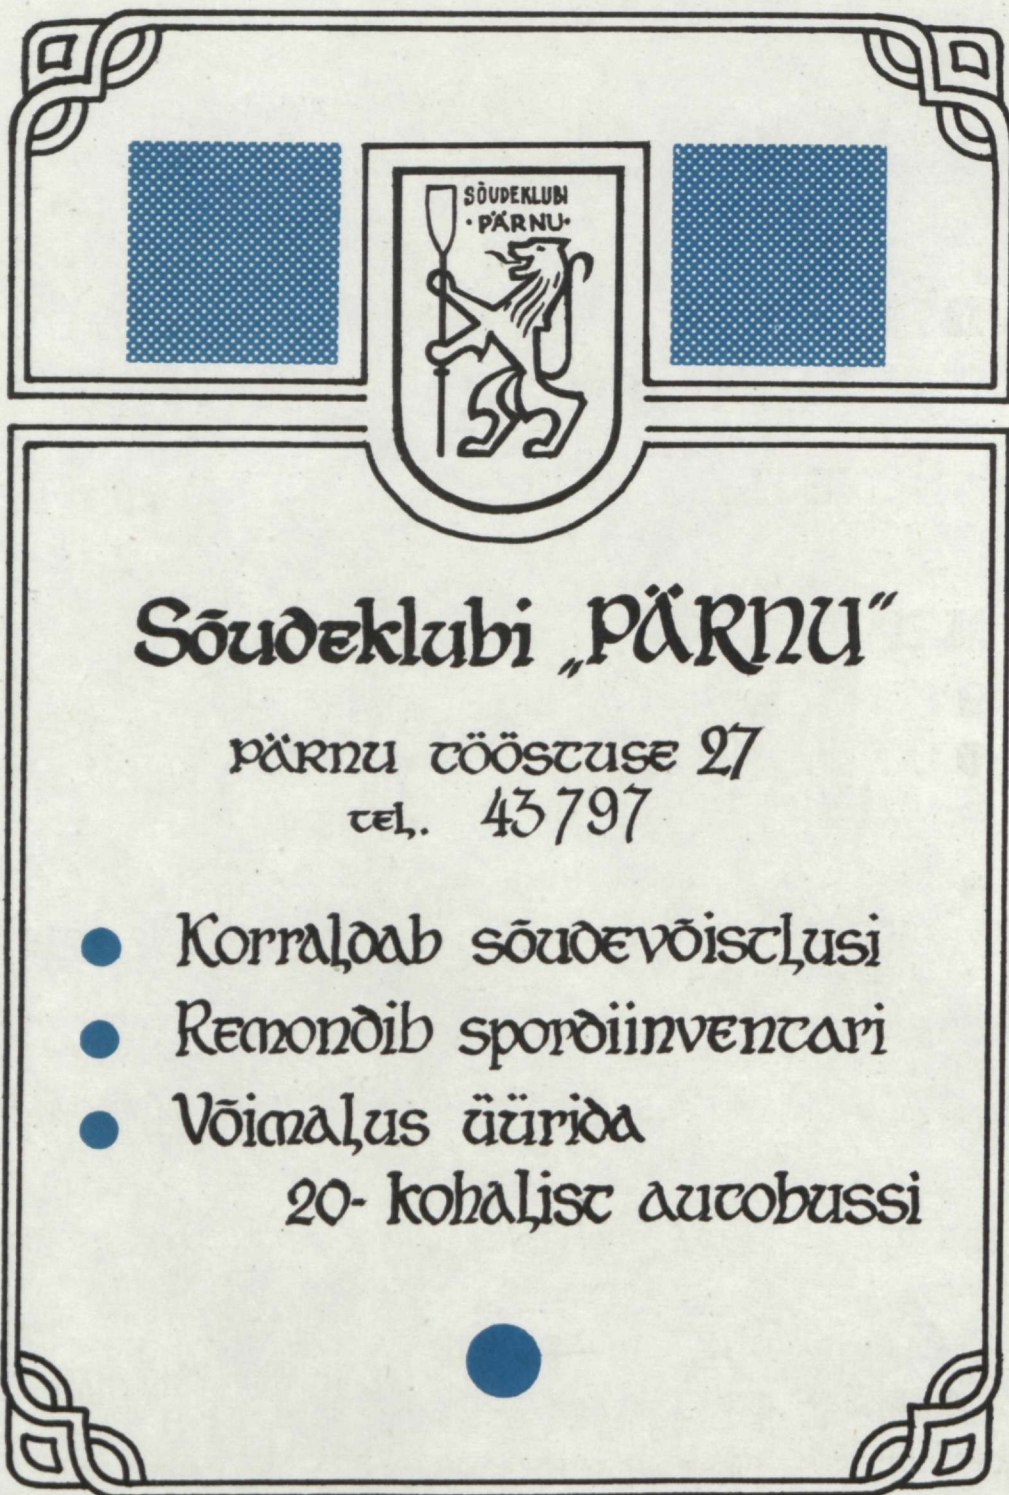 SÕUDEKLUBI
·PÄRNU·
Sõudeklubi „PÄRNU“
PÄRNU TÖÖSTUSE 27
TEL. 43797
Korraldab sõudevõistlusi
Remondib spordiinventari
Võimalus üürida
20-kohalist autobussi